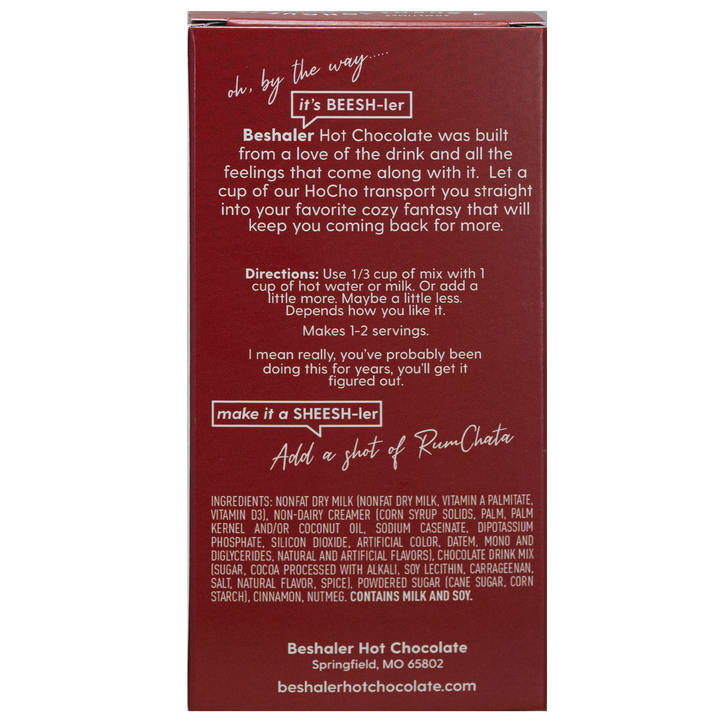 oh, by the way.....
it's BEESH-ler
Beshaler Hot Chocolate was built
from a love of the drink and all the
feelings that come along with it. Let a
cup of our HoCho transport you straight
into your favorite cozy fantasy that will
keep you coming back for more.
Directions: Use 1/3 cup of mix with 1
cup of hot water or milk. Or add a
little more. Maybe a little less.
Depends how you like it.
Makes 1-2 servings.
I mean really, you've probably been
doing this for years, you'll get it
figured out.
make it a SHEESH-ler
Add a shot of RumChata
INGREDIENTS: NONFAT DRY MILK (NONFAT DRY MILK, VITAMIN A PALMITATE,
VITAMIN D3), NON-DAIRY CREAMER (CORN SYRUP SOLIDS, PALM, PALM
KERNEL AND/OR COCONUT OIL, SODIUM CASEINATE, DIPOTASSIUM
PHOSPHATE, SILICON DIOXIDE, ARTIFICIAL COLOR, DATEM, MONO AND
DIGLYCERIDES, NATURAL AND ARTIFICIAL FLAVORS), CHOCOLATE DRINK MIX
(SUGAR, COCOA PROCESSED WITH ALKALI, SOY LECITHIN, CARRAGEENAN,
SALT, NATURAL FLAVOR, SPICE), POWDERED SUGAR (CANE SUGAR, CORN
STARCH), CINNAMON, NUTMEG. CONTAINS MILK AND SOY.
Beshaler Hot Chocolate
Springfield, MO 65802
beshalerhotchocolate.com